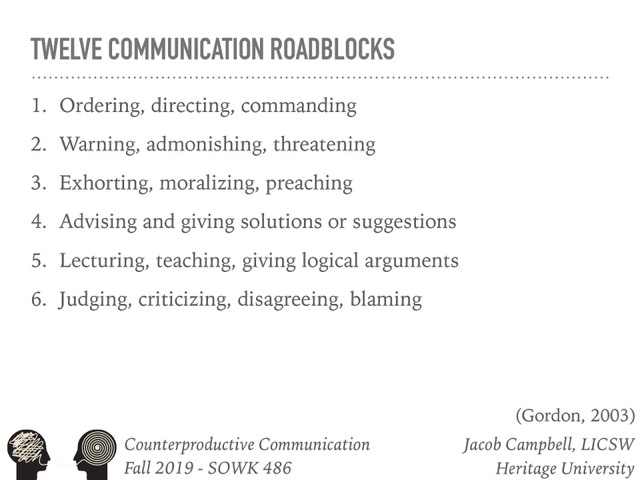 TWELVE COMMUNICATION ROADBLOCKS
1. Ordering, directing, commanding
2. Warning, admonishing, threatening
3. Exhorting, moralizing, preaching
4. Advising and giving solutions or suggestions
5. Lecturing, teaching, giving logical arguments
6. Judging, criticizing, disagreeing, blaming
(Gordon, 2003)
Counterproductive Communication
Fall 2019 - SOWK 486
Jacob Campbell, LICSW
Heritage University